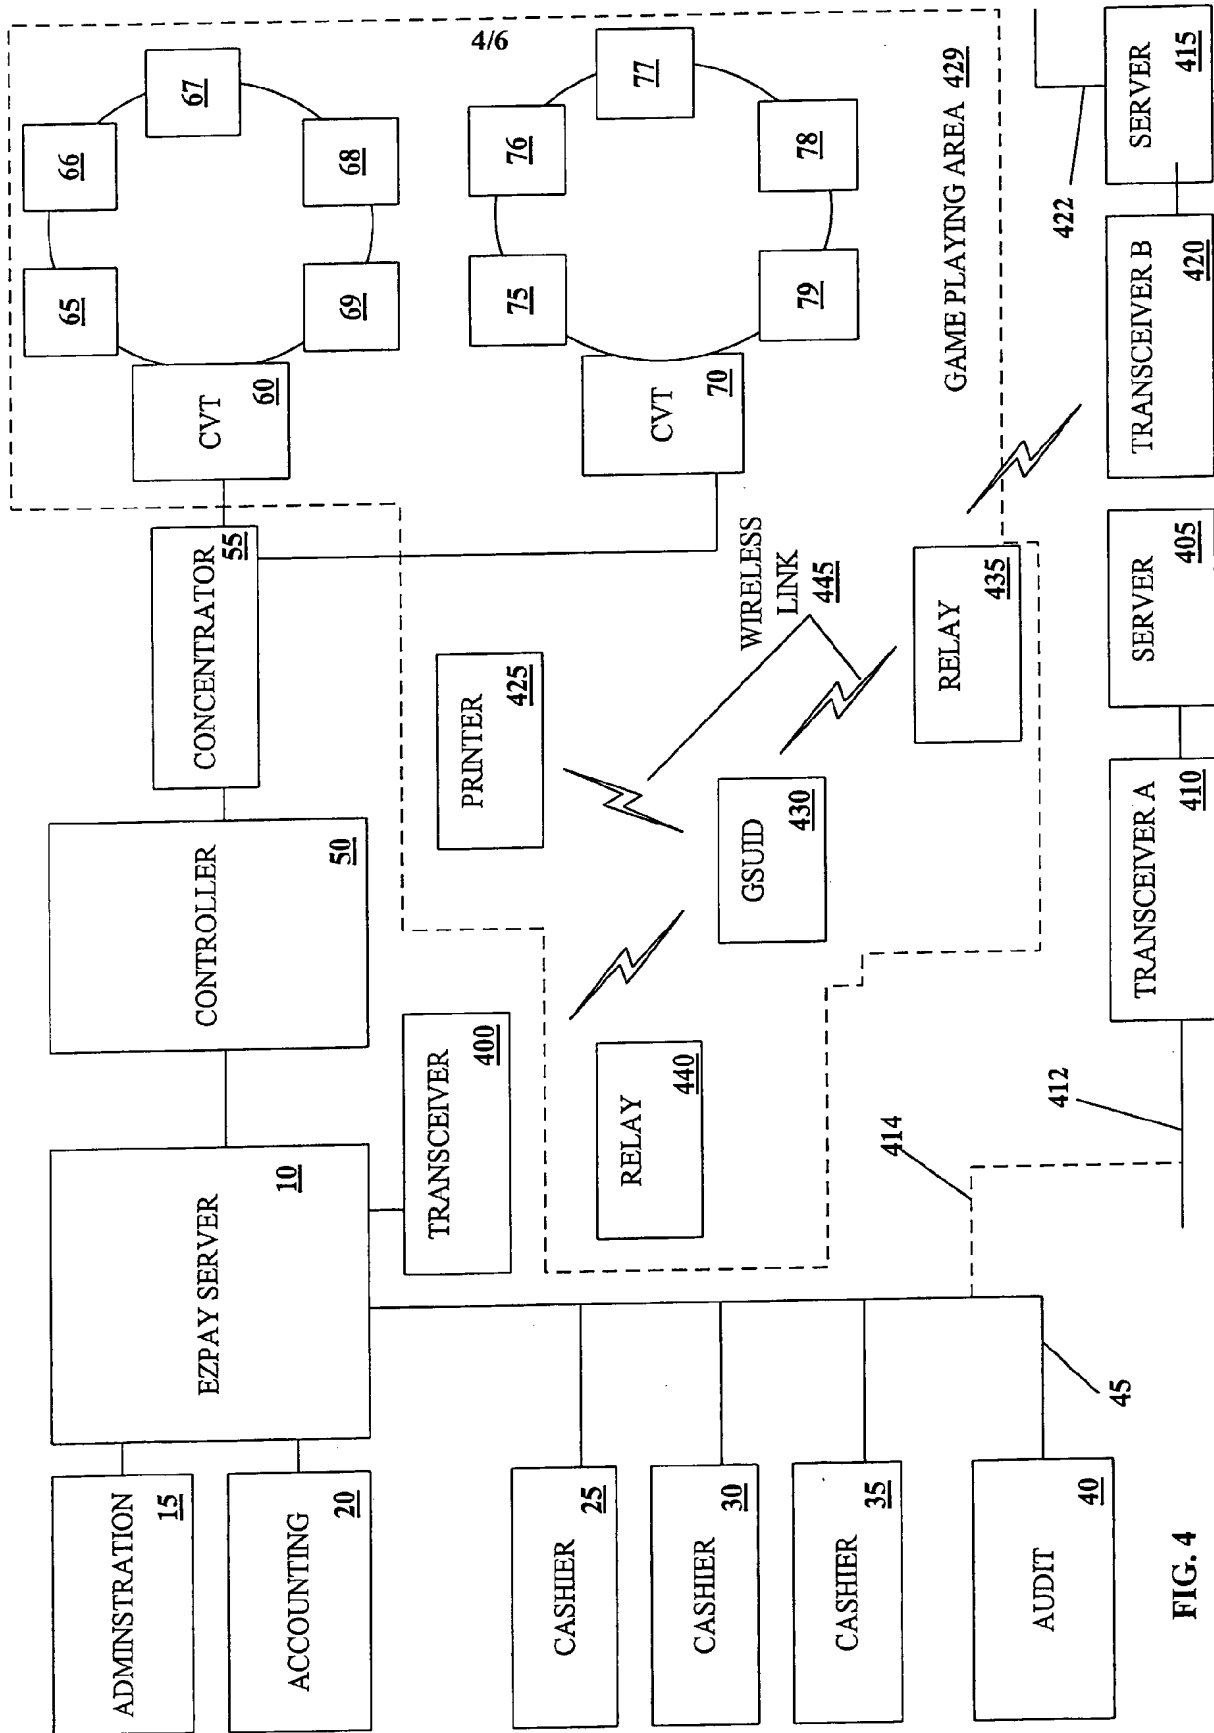 4/6
ADMINSTRATION
15
ACCOUNTING
20
EZPAY SERVER
10
CONTROLLER
50
CONCENTRATOR
55
CVT
60
65
66
67
68
69
CVT
70
75
76
77
78
79
CASHIER
25
CASHIER
30
CASHIER
35
AUDIT
40
45
TRANSCEIVER
400
RELAY
440
PRINTER
425
GSUID
430
WIRELESS
LINK
445
RELAY
435
GAME PLAYING AREA 429
414
412
TRANSCEIVER A
410
SERVER
405
TRANSCEIVER B
420
SERVER
415
422
FIG. 4